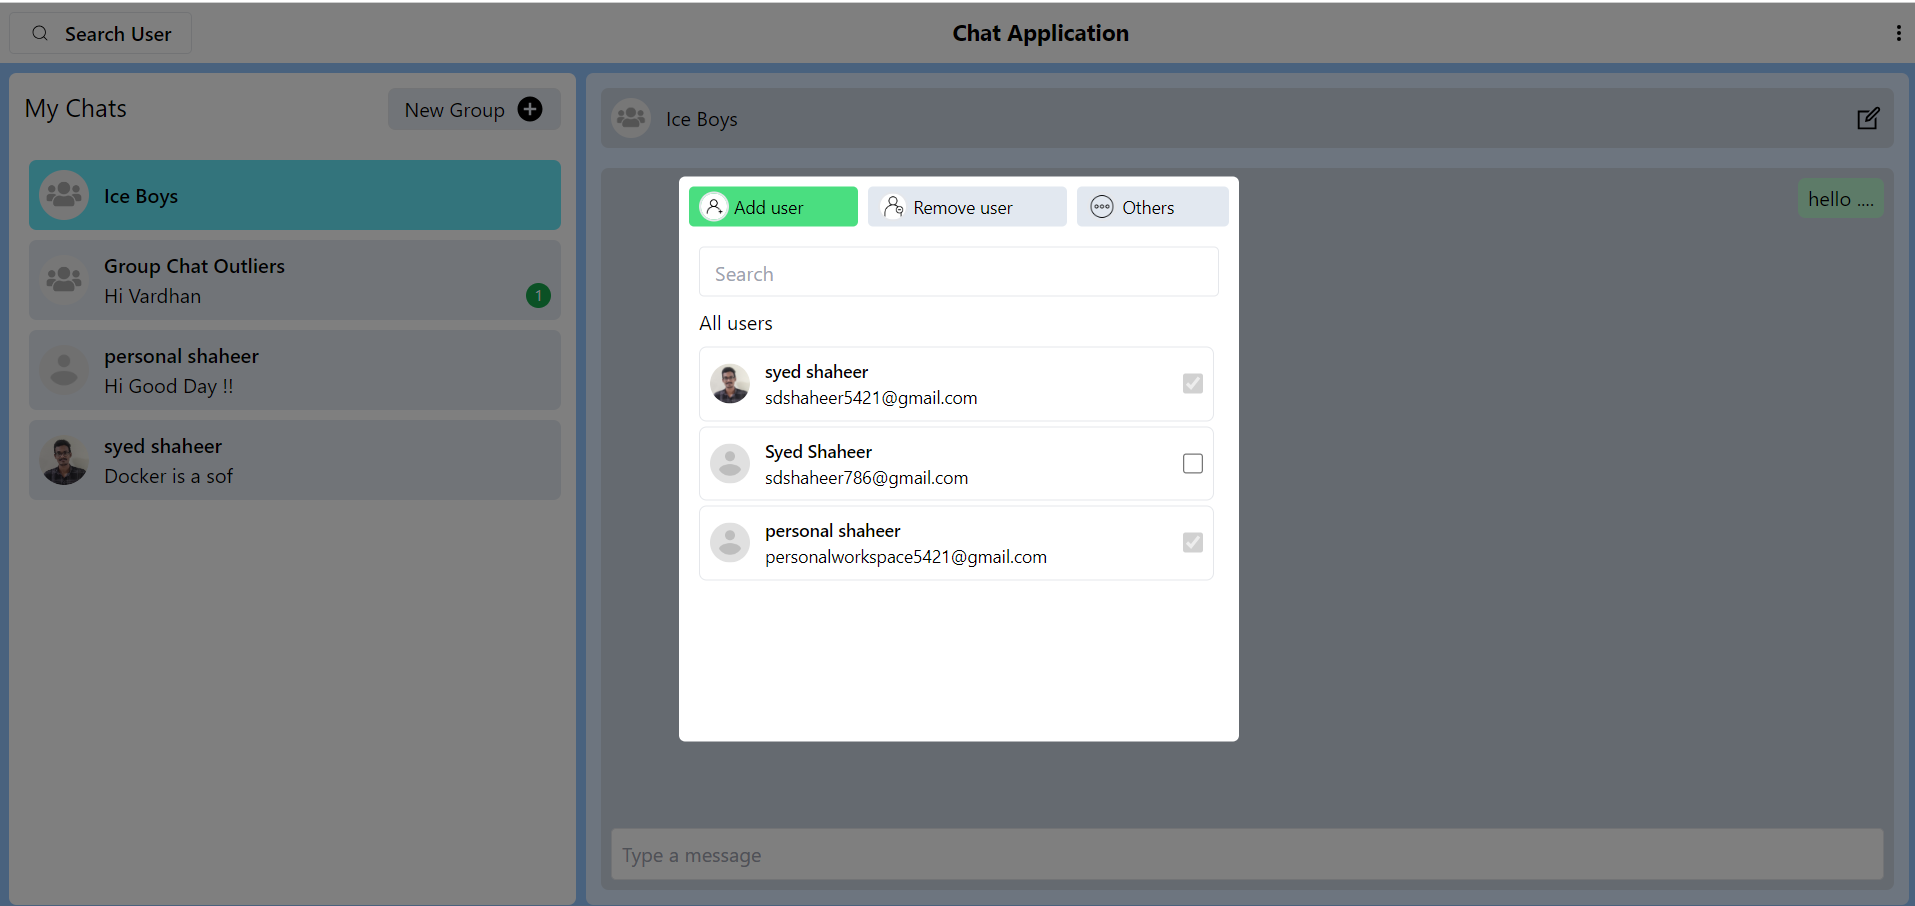 Search User
Chat Application
My Chats
New Group
Ice Boys
Group Chat Outliers
Hi Vardhan
1
personal shaheer
Hi Good Day !!
syed shaheer
Docker is a sof
Ice Boys
hello ....
Add user
Remove user
Others
Search
All users
syed shaheer
sdshaheer5421@gmail.com
Syed Shaheer
sdshaheer786@gmail.com
personal shaheer
personalworkspace5421@gmail.com
Type a message